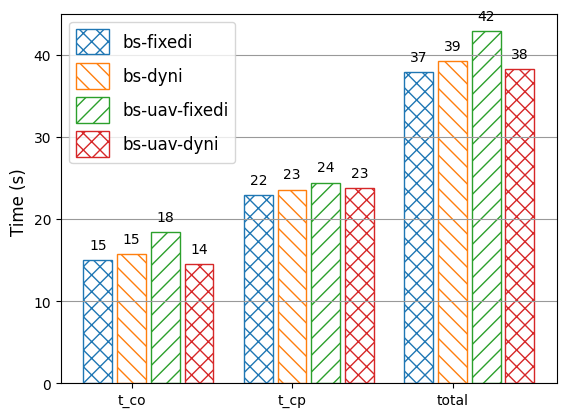 42
40
bs-fixedi
bs-dyni
bs-uav-fixedi
bs-uav-dyni
37
39
38
30
Time (s)
22
23
24
23
20
15
15
18
14
10
0
t_co
t_cp
total